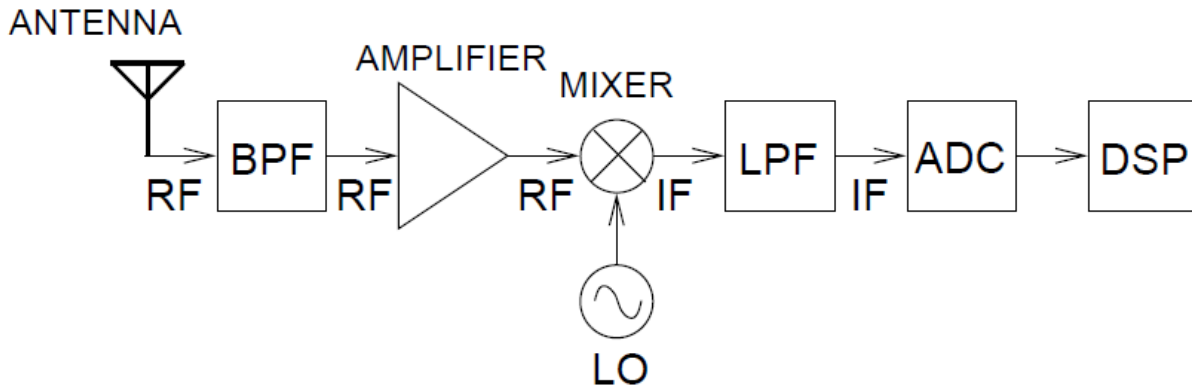 ANTENNA
AMPLIFIER
MIXER
BPF
LPF
ADC
DSP
RF
RF
RF
IF
IF
LO